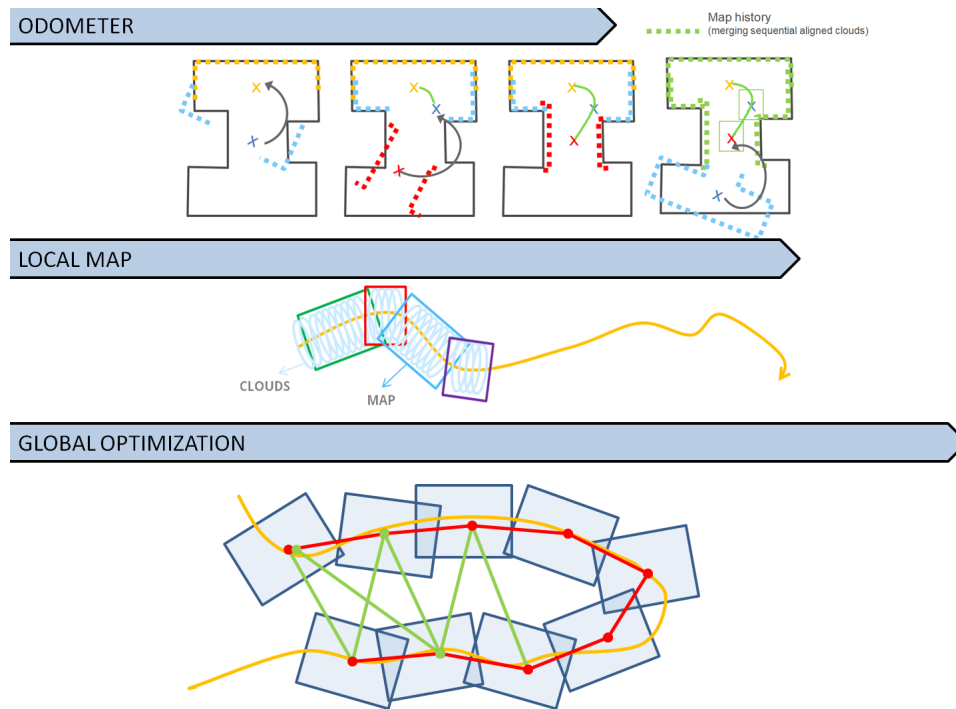 ODOMETER
Map history
(merging sequential aligned clouds)
LOCAL MAP
CLOUDS
MAP
GLOBAL OPTIMIZATION